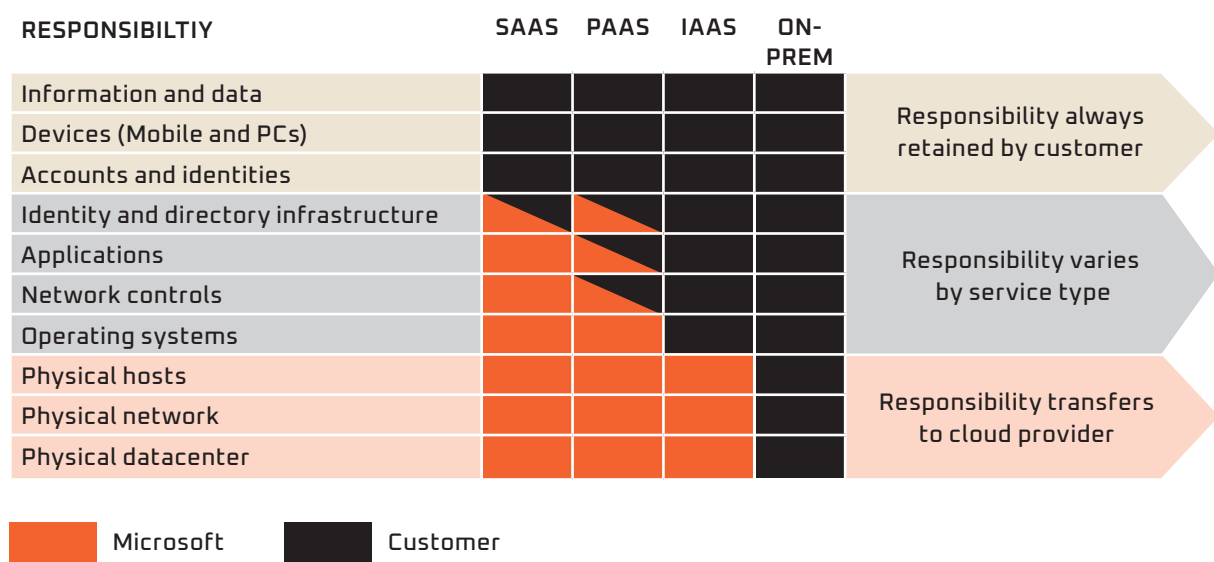 RESPONSIBILTIY SAAS PAAS IAAS ON-
PREM
Information and data
Devices (Mobile and PCs)
Accounts and identities
Responsibility always
retained by customer
Identity and directory infrastructure
Applications
Network controls
Operating systems
Responsibility varies
by service type
Physical hosts
Physical network
Physical datacenter
Responsibility transfers
to cloud provider
Microsoft Customer